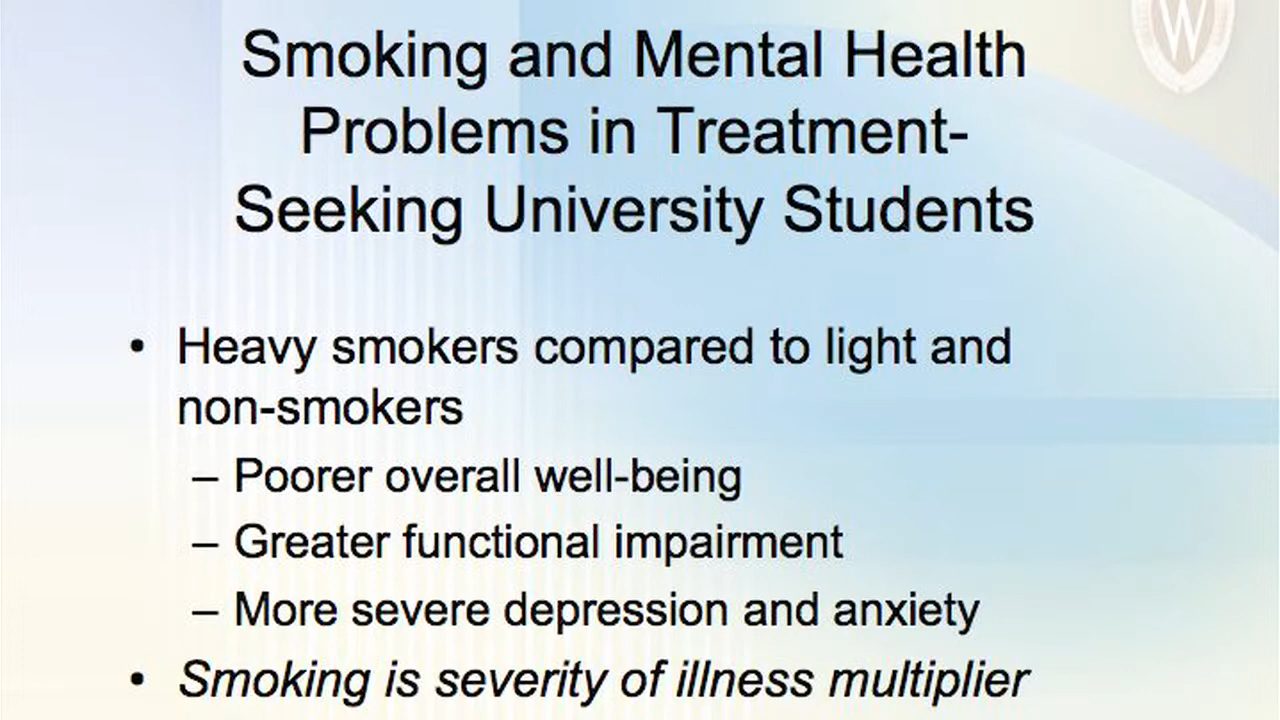 W
Smoking and Mental Health
Problems in Treatment-
Seeking University Students
• Heavy smokers compared to light and
non-smokers
– Poorer overall well-being
– Greater functional impairment
– More severe depression and anxiety
• Smoking is severity of illness multiplier